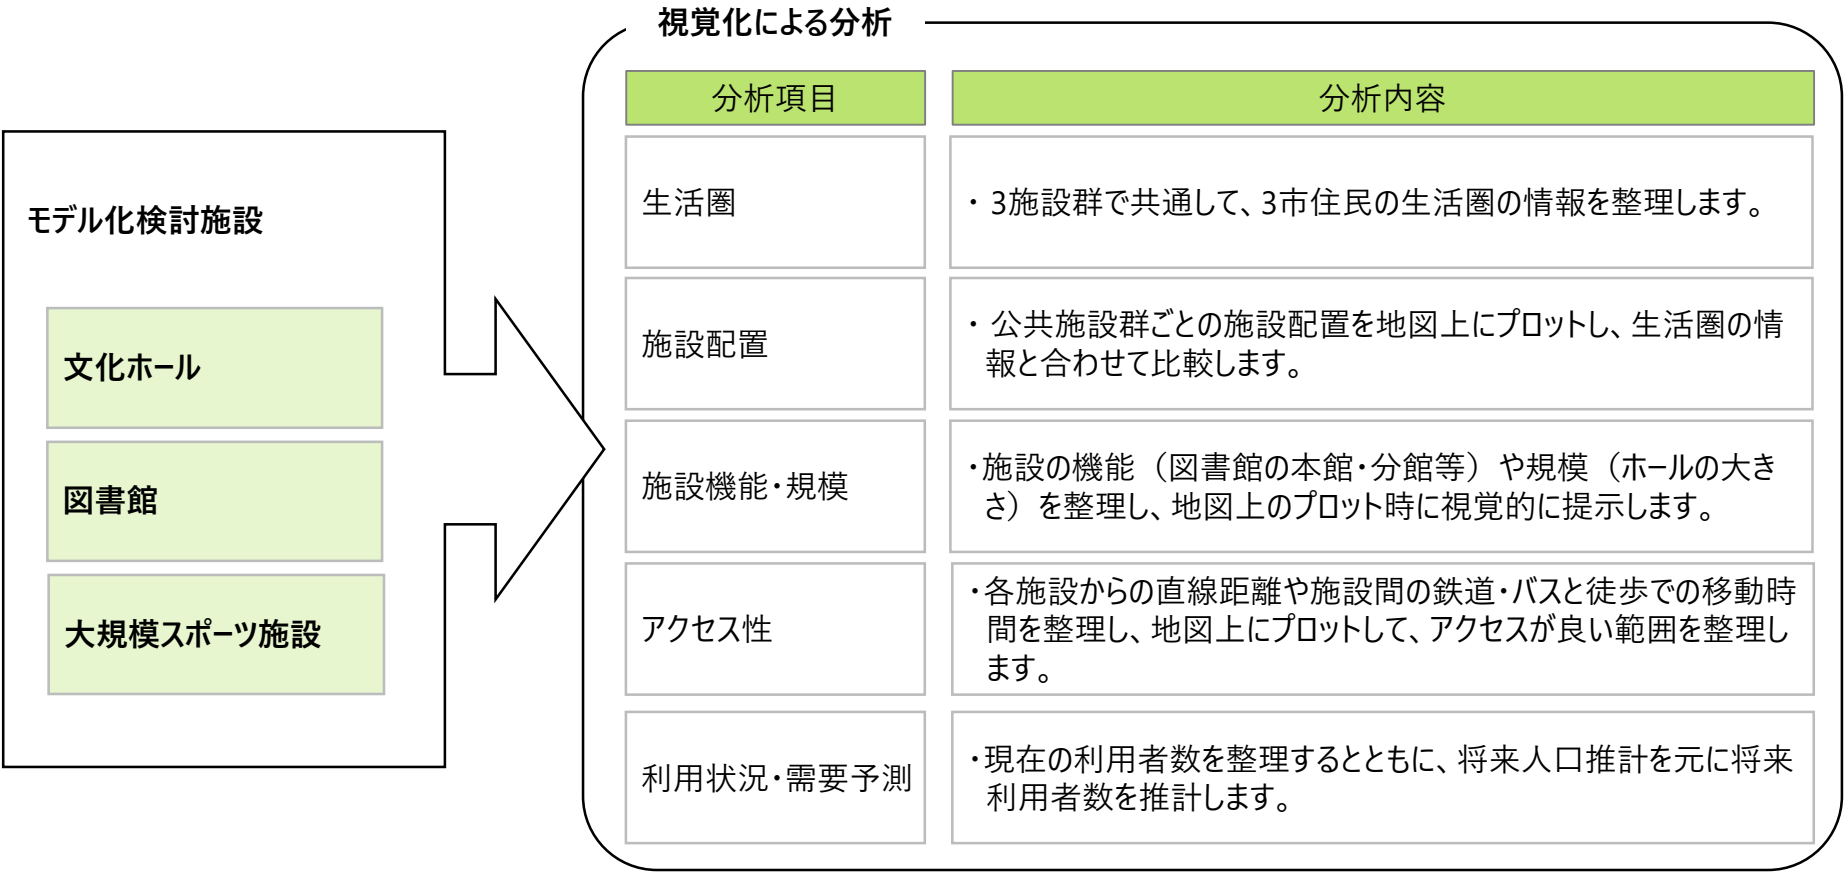 視覚化による分析
モデル化検討施設
文化ホール
図書館
大規模スポーツ施設
分析項目
分析内容
生活圏
・ 3施設群で共通して、3市住民の生活圏の情報を整理します。
施設配置
・ 公共施設群ごとの施設配置を地図上にプロットし、生活圏の情
報と合わせて比較します。
施設機能・規模
・施設の機能（図書館の本館・分館等）や規模（ホールの大き
さ）を整理し、地図上のプロット時に視覚的に提示します。
アクセス性
・各施設からの直線距離や施設間の鉄道・バスと徒歩での移動時
間を整理し、地図上にプロットして、アクセスが良い範囲を整理し
ます。
利用状況・需要予測
・現在の利用者数を整理するとともに、将来人口推計を元に将来
利用者数を推計します。